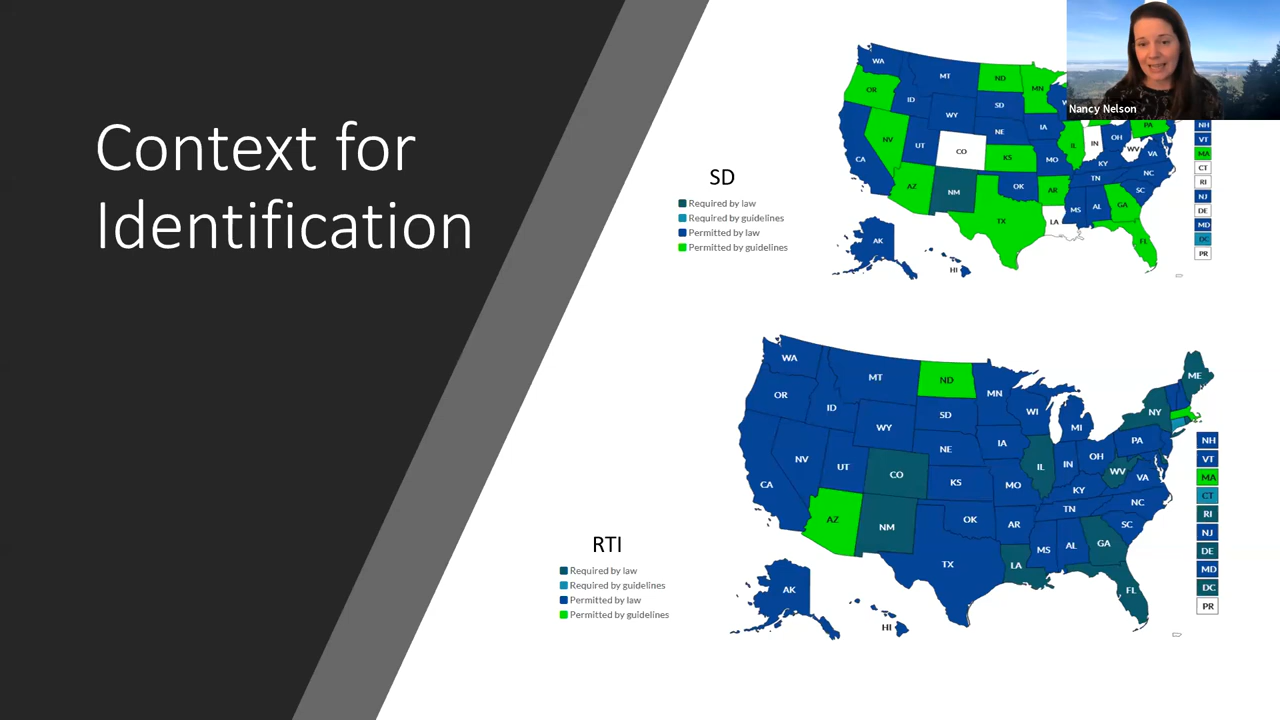 Context for
Identification
Nancy Nelson
SD
Required by law
Required by guidelines
Permitted by law
Permitted by guidelines
WA
MT
ND
MN
OR
ID
SD
WY
NV
UT
NE
IA
CO
CA
KS
MO
IL
IN
OH
PA
WV
VA
KY
AZ
NM
OK
AR
TN
NC
SC
TX
LA
MS
AL
GA
FL
AK
HI
NH
VT
MA
CT
RI
NJ
DE
MD
DC
PR
RTI
Required by law
Required by guidelines
Permitted by law
Permitted by guidelines
WA
MT
ND
MN
OR
ID
SD
WI
MI
NY
ME
WY
NV
UT
NE
IA
CO
CA
KS
MO
IL
IN
OH
PA
WV
VA
KY
AZ
NM
OK
AR
TN
NC
SC
TX
LA
MS
AL
GA
FL
AK
HI
NH
VT
MA
CT
RI
NJ
DE
MD
DC
PR